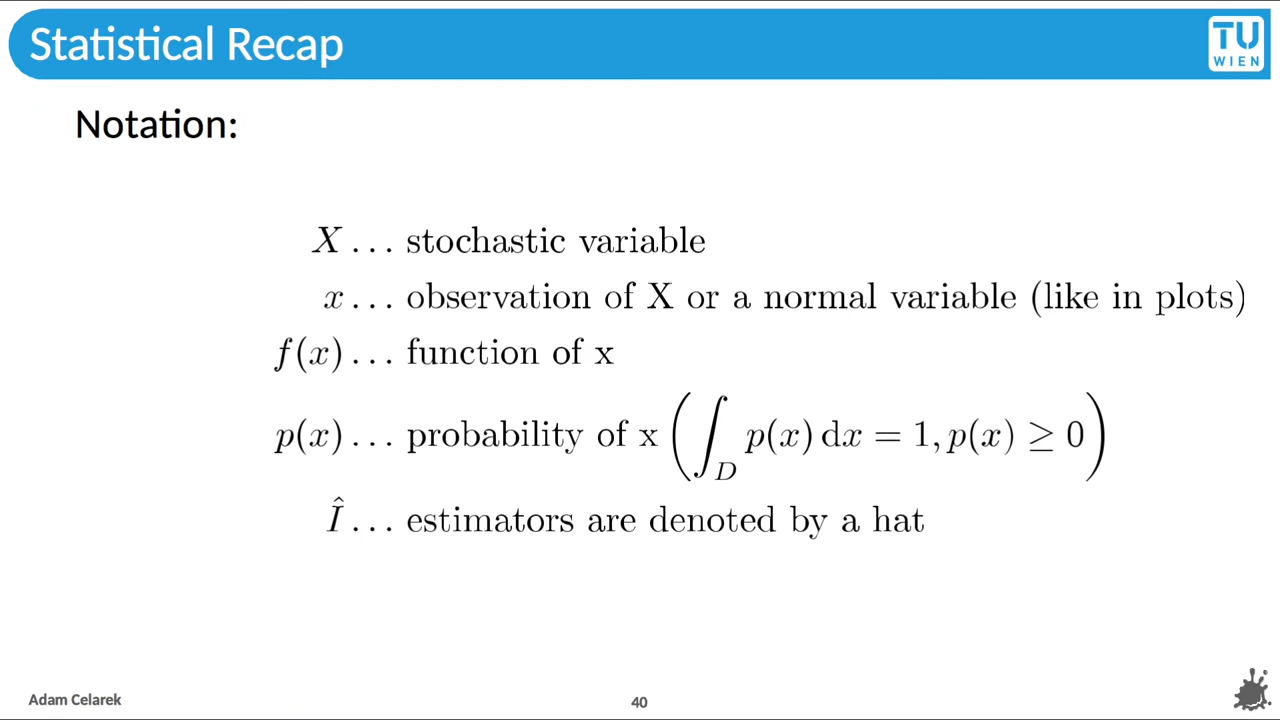 Statistical Recap
TU
WIEN
Notation:
X ... stochastic variable
x ... observation of X or a normal variable (like in plots)
f(x) ... function of x
p(x) ... probability of x (∫_D p(x) dx = 1, p(x) ≥ 0)
Î ... estimators are denoted by a hat
Adam Celarek
40